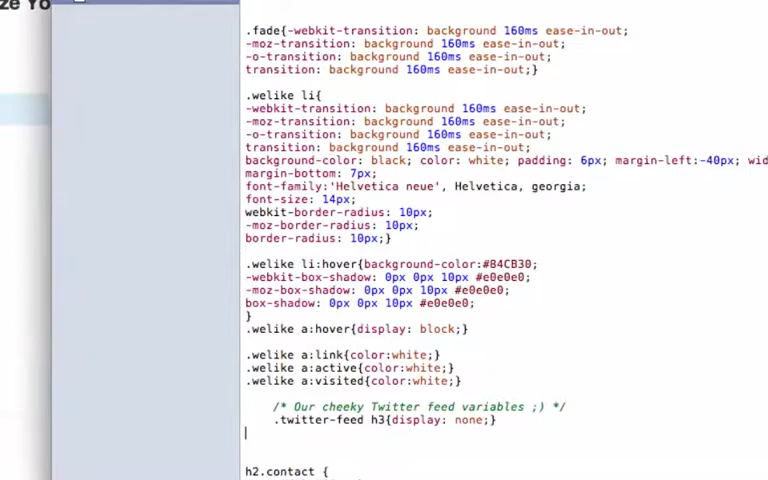 ze Yo
.fade{-webkit-transition: background 160ms ease-in-out;
-moz-transition: background 160ms ease-in-out;
-o-transition: background 160ms ease-in-out;
transition: background 160ms ease-in-out;}
.welike li{
-webkit-transition: background 160ms ease-in-out;
-moz-transition: background 160ms ease-in-out;
-o-transition: background 160ms ease-in-out;
transition: background 160ms ease-in-out;
background-color: black; color: white; padding: 6px; margin-left:-40px; wid
margin-bottom: 7px;
font-family:'Helvetica neue', Helvetica, georgia;
font-size: 14px;
webkit-border-radius: 10px;
-moz-border-radius: 10px;
border-radius: 10px;}
.welike li:hover{background-color:#84CB30;
-webkit-box-shadow: 0px 0px 10px #e0e0e0;
-moz-box-shadow: 0px 0px 10px #e0e0e0;
box-shadow: 0px 0px 10px #e0e0e0;
}
.welike a:hover{display: block;}
.welike a:link{color:white;}
.welike a:active{color:white;}
.welike a:visited{color:white;}
/* Our cheeky Twitter feed variables ;) */
.twitter-feed h3{display: none;}
h2.contact {